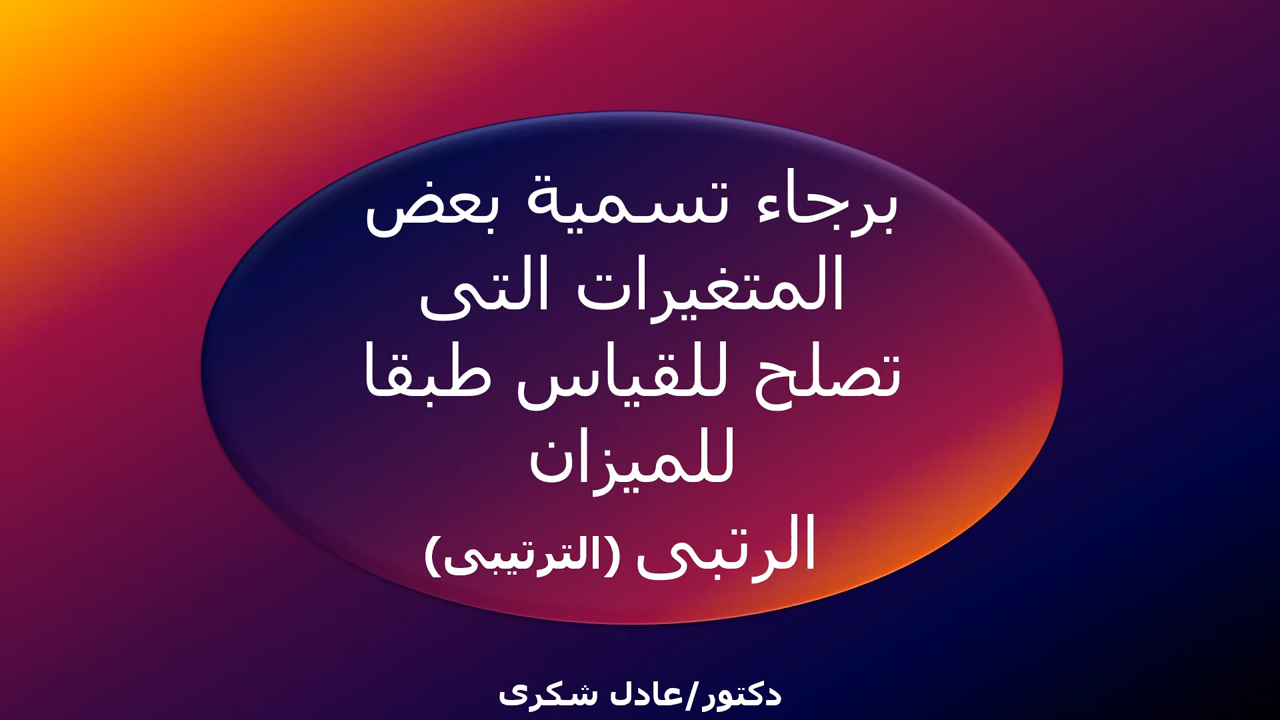 برجاء تسمية بعض
المتغيرات التى
تصلح للقياس طبقا
للميزان
الرتبى (الترتيبى)
دكتور/عادل شكرى